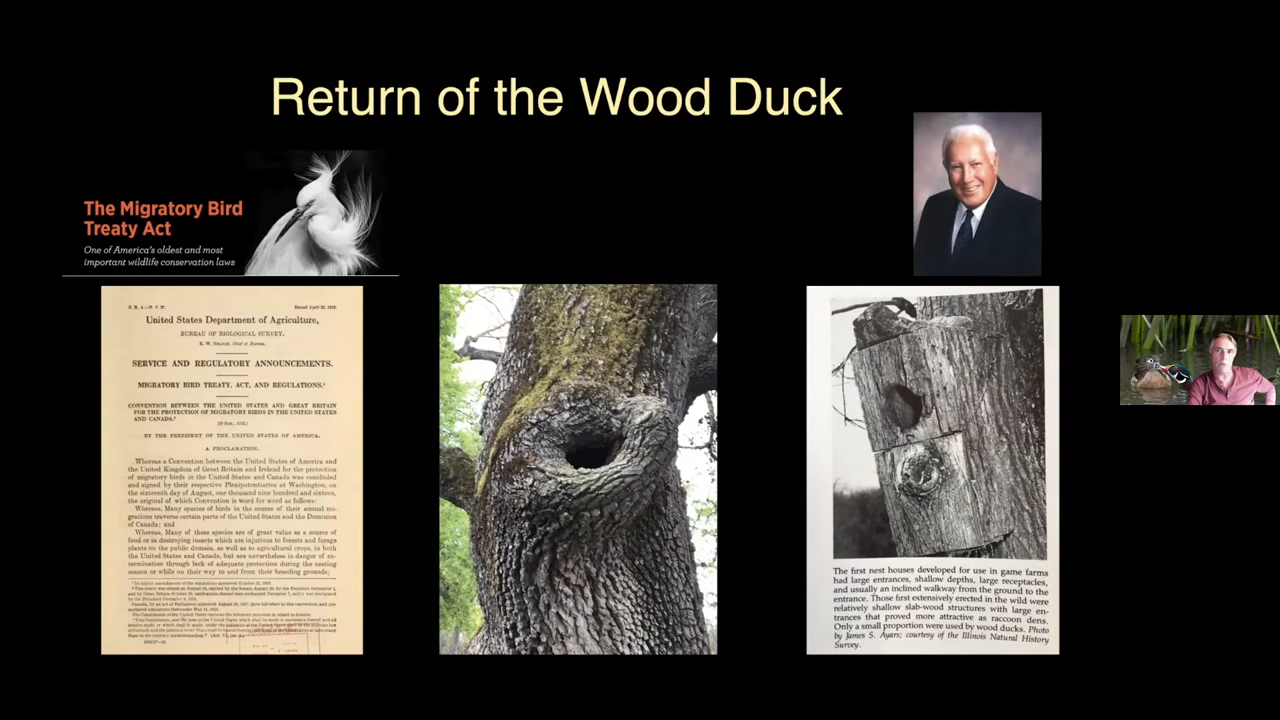 Return of the Wood Duck
The Migratory Bird
Treaty Act
One of America's oldest and most
important wildlife conservation laws
United States Department of Agriculture,
BUREAU OF BIOLOGICAL SURVEY.
SERVICE AND REGULATORY ANNOUNCEMENTS.
MIGRATORY BIRD TREATY, ACT, AND REGULATIONS.¹
CONVENTION BETWEEN THE UNITED STATES AND GREAT BRITAIN
FOR THE PROTECTION OF MIGRATORY BIRDS IN THE UNITED STATES
AND CANADA.²
BY THE PRESIDENT OF THE UNITED STATES OF AMERICA,
A PROCLAMATION.
Whereas a Convention between the United States of America and
the United Kingdom of Great Britain and Ireland for the protection
of migratory birds in the United States and Canada was concluded
and signed by their respective Plenipotentiaries at Washington, on
the sixteenth day of August, one thousand nine hundred and sixteen,
the original of which Convention is word for word as follows:
Whereas, Many species of birds in the course of their annual mi-
grations traverse certain parts of the United States and the Dominion
of Canada; and
Whereas, Many of these species are of great value as a source of
food or in destroying insects which are injurious to forests and forage
plants on the public domain, as well as to agricultural crops, in both
the United States and Canada, but are nevertheless in danger of ex-
termination through lack of adequate protection during the nesting
season or while on their way to and from their breeding grounds;
The first nest houses developed for use in game farms
had large entrances, shallow depths, large receptacles,
and usually an inclined walkway from the ground to the
entrance. Those first extensively erected in the wild were
relatively shallow slab-wood structures with large en-
trances that proved more attractive as raccoon dens.
Only a small proportion were used by wood ducks. Photo
by James S. Ayars; courtesy of the Illinois Natural History
Survey.